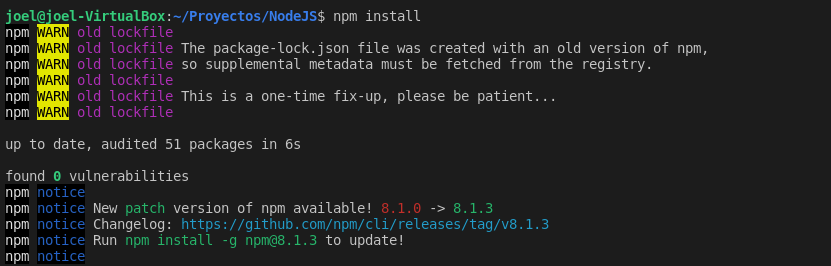 joel@joel-VirtualBox:~/Proyectos/NodeJS$ npm install
npm WARN old lockfile
npm WARN old lockfile The package-lock.json file was created with an old version of npm,
npm WARN old lockfile so supplemental metadata must be fetched from the registry.
npm WARN old lockfile
npm WARN old lockfile This is a one-time fix-up, please be patient...
npm WARN old lockfile
up to date, audited 51 packages in 6s
found 0 vulnerabilities
npm notice
npm notice New patch version of npm available! 8.1.0 -> 8.1.3
npm notice Changelog: https://github.com/npm/cli/releases/tag/v8.1.3
npm notice Run npm install -g npm@8.1.3 to update!
npm notice